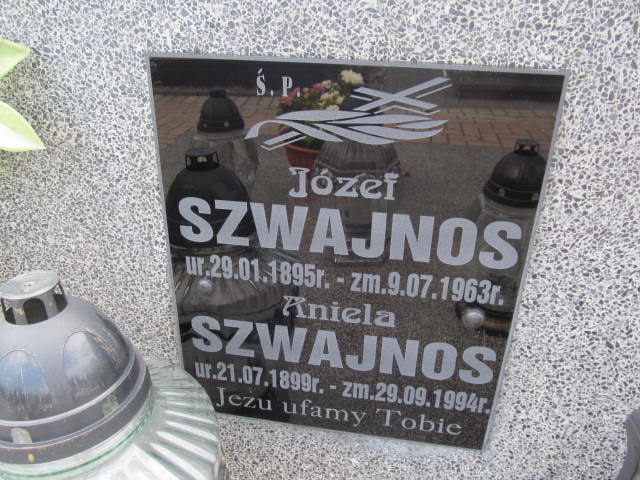 Ś.P.
Józef
SZWAJNOS
ur.29.01.1895r. - zm.9.07.1963r.
Aniela
SZWAJNOS
ur.21.07.1899r. - zm.29.09.1994r.
Jezu ufamy Tobie